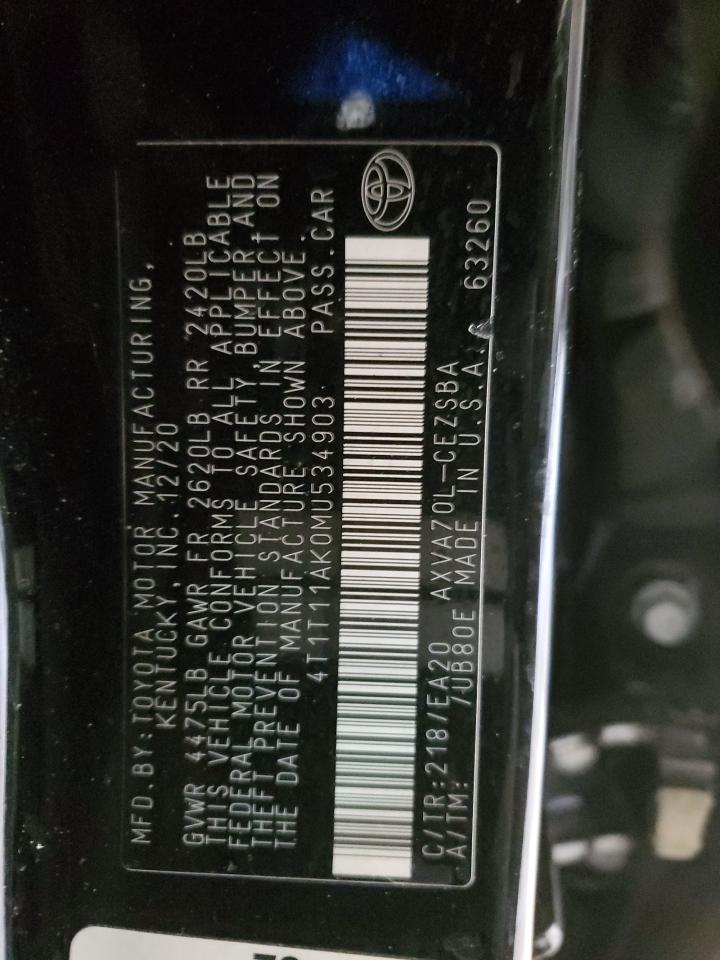 MFD.BY:TOYOTA MOTOR MANUFACTURING,
KENTUCKY, INC. 12/20
GVWR 4475LB GAWR FR 2620LB RR 2420LB
THIS VEHICLE CONFORMS TO ALL APPLICABLE
FEDERAL MOTOR VEHICLE SAFETY, BUMPER, AND
THEFT PREVENTION STANDARDS IN EFFECT ON
THE DATE OF MANUFACTURE SHOWN ABOVE.
4T1T11AK0MU534903 PASS.CAR
C/TR:218/EA20 AXVA70L-CEZSBA
A/TM: /UB80E MADE IN U.S.A. 63260